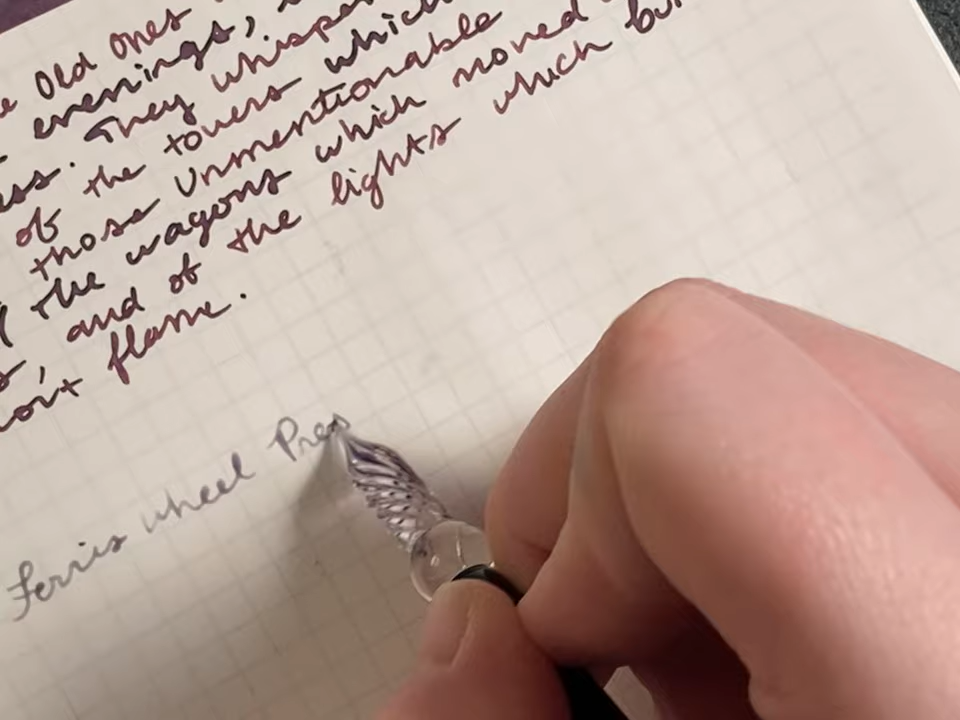 Old ones
evenings,
They whisper
of the towers which
those unmentionable
the wagons which moved
and of the lights which
flame.
Ferris wheel Pres